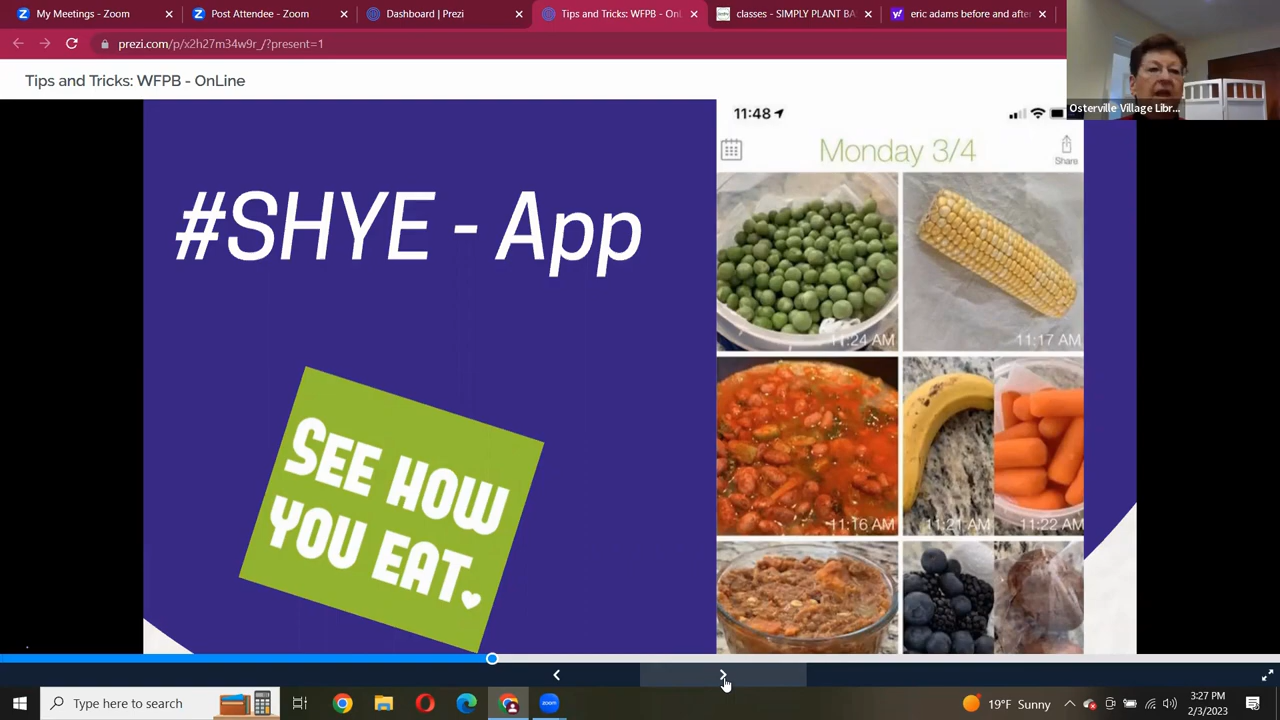 My Meetings - Zoom
Post Attendee - Zoom
Dashboard | Prezi
Tips and Tricks: WFPB - OnL
classes - SIMPLY PLANT BA
eric adams before and after
prezi.com/p/x2h27m34w9r_/?present=1
Tips and Tricks: WFPB - OnLine
Osterville Village Libr...
11:48
Monday 3/4
Share
#SHYE - App
11:24 AM
11:17 AM
SEE HOW
YOU EAT.
11:16 AM
11:21 AM
11:22 AM
Type here to search
zoom
19°F Sunny
3:27 PM
2/3/2023